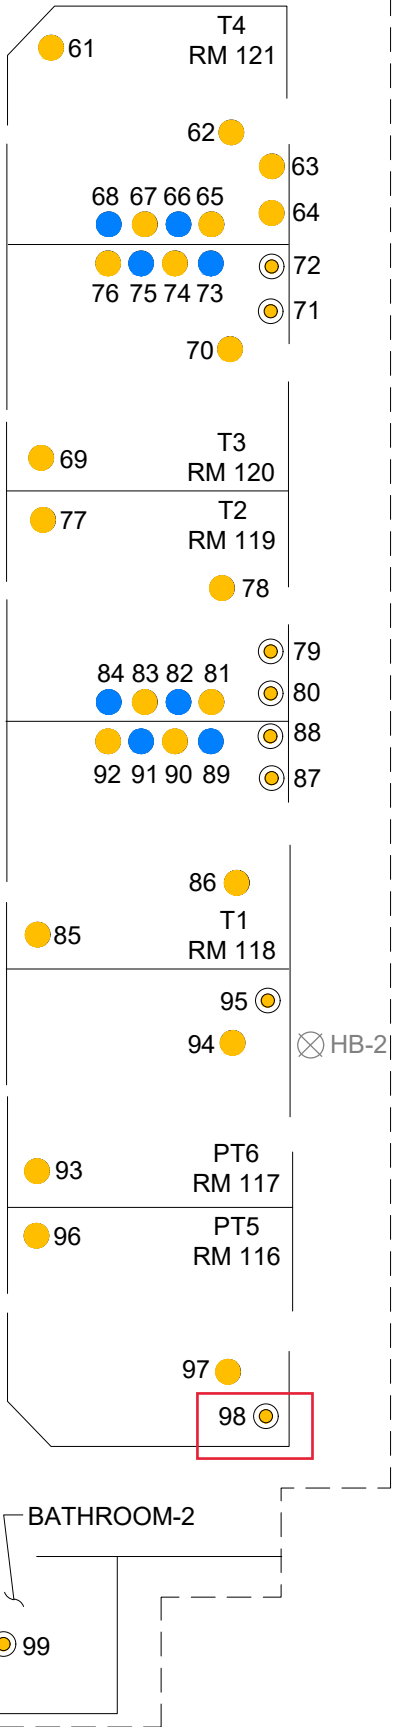 T4
RM 121
61
62
63
68 67 66 65
64
72
76 75 74 73
71
70
T3
69
RM 120
T2
77
RM 119
78
79
84 83 82 81
80
88
92 91 90 89
87
86
T1
85
RM 118
95
94
HB-2
PT6
93
RM 117
PT5
96
RM 116
97
98
BATHROOM-2
99